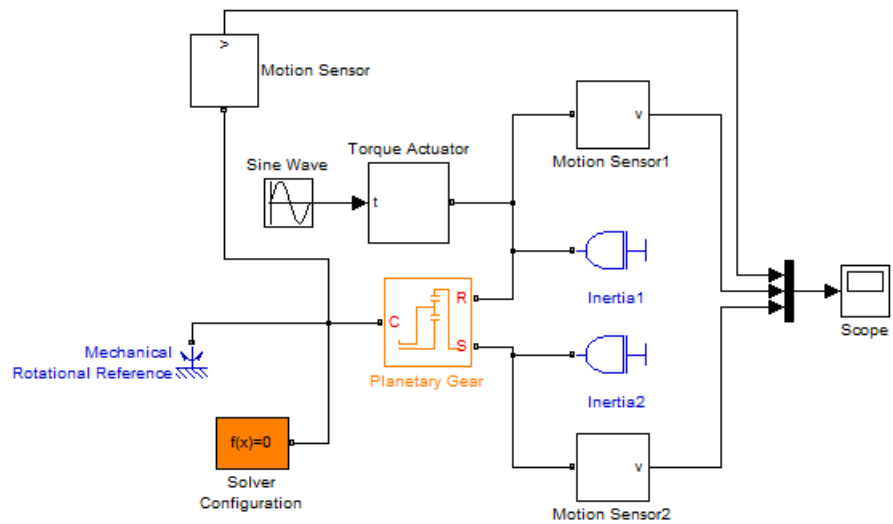 v
Motion Sensor
v
Motion Sensor1
Torque Actuator
Sine Wave
t
Inertia1
R
C
S
Planetary Gear
Mechanical
Rotational Reference
Inertia2
Scope
f(x)=0
Solver
Configuration
v
Motion Sensor2